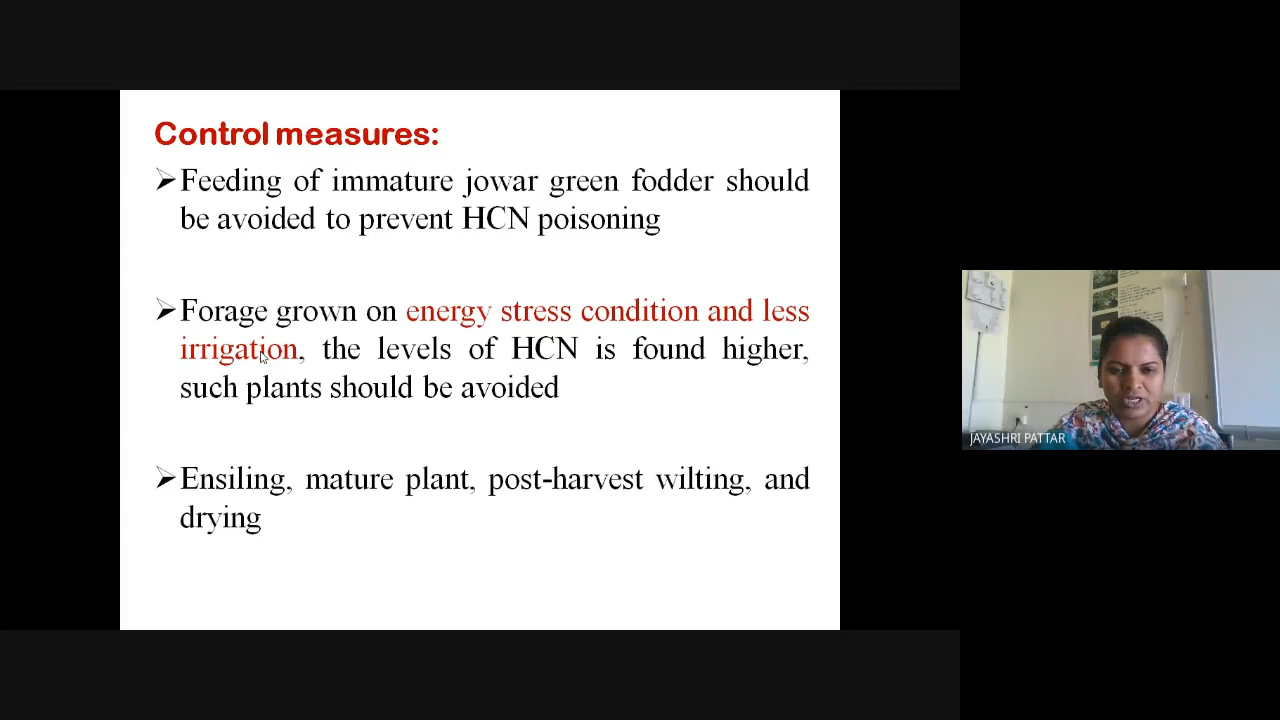 Control measures:
➢Feeding of immature jowar green fodder should
be avoided to prevent HCN poisoning
➢Forage grown on energy stress condition and less
irrigation, the levels of HCN is found higher,
such plants should be avoided
➢Ensiling, mature plant, post-harvest wilting, and
drying
JAYASHRI PATTAR